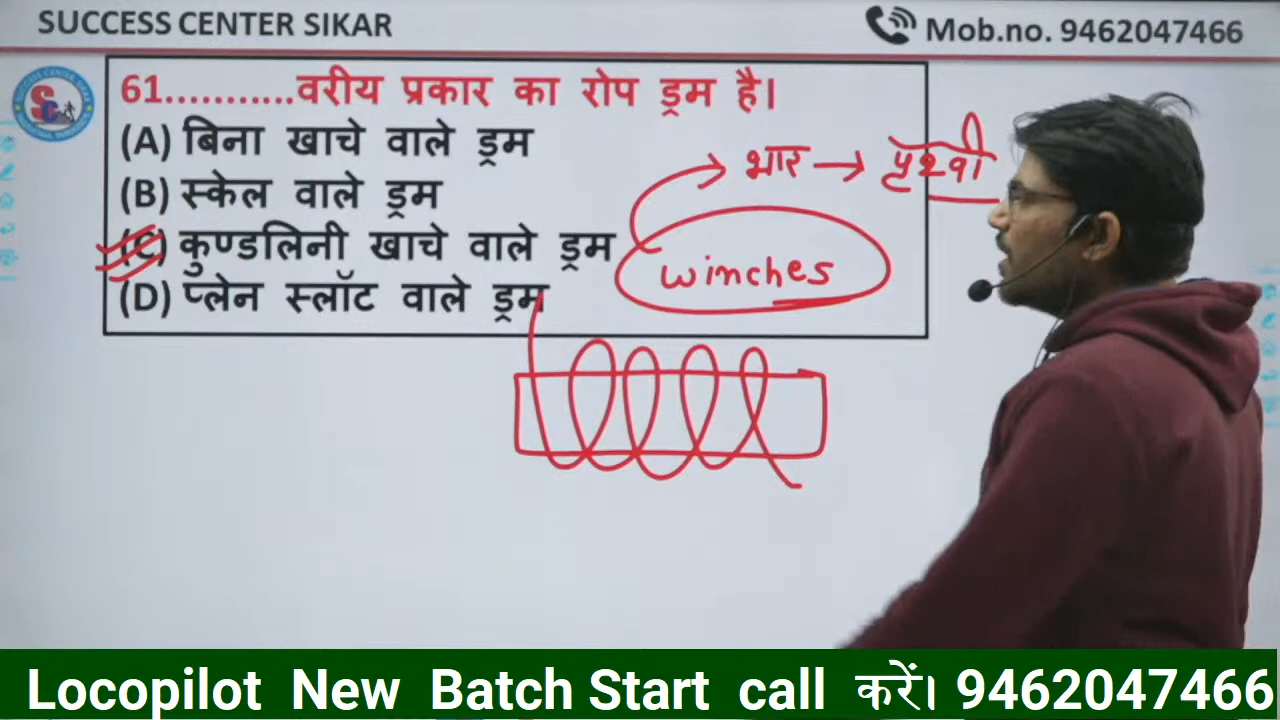 SUCCESS CENTER SIKAR
Mob.no. 9462047466
61...........वरीय प्रकार का रोप ड्रम है।
(A) बिना खाचे वाले ड्रम
(B) स्केल वाले ड्रम
(C) कुण्डलिनी खाचे वाले ड्रम
(D) प्लेन स्लॉट वाले ड्रम
भार → पृथ्वी
winches
Locopilot New Batch Start call करें। 9462047466